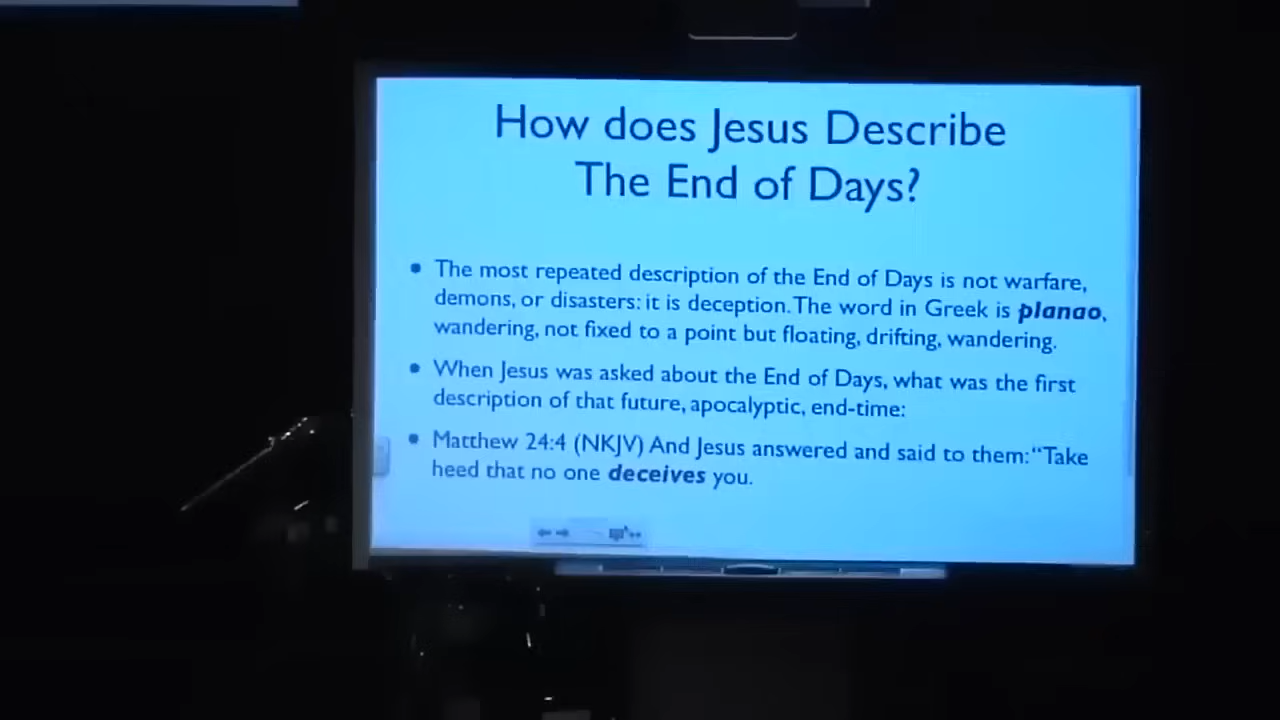 How does Jesus Describe
The End of Days?
• The most repeated description of the End of Days is not warfare,
demons, or disasters: it is deception. The word in Greek is planao,
wandering, not fixed to a point but floating, drifting, wandering.
• When Jesus was asked about the End of Days, what was the first
description of that future, apocalyptic, end-time:
• Matthew 24:4 (NKJV) And Jesus answered and said to them: “Take
heed that no one deceives you.